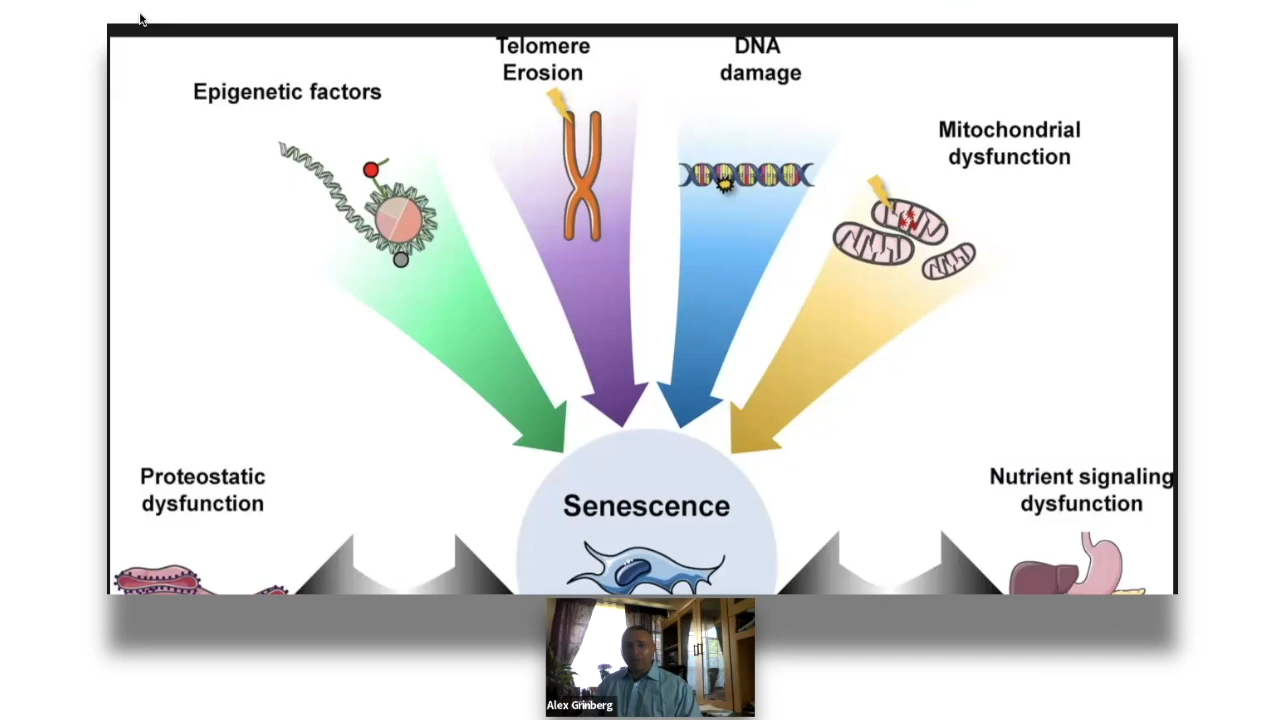 Telomere
Erosion
DNA
damage
Epigenetic factors
Mitochondrial
dysfunction
Proteostatic
dysfunction
Nutrient signaling
dysfunction
Senescence
Alex Grinberg